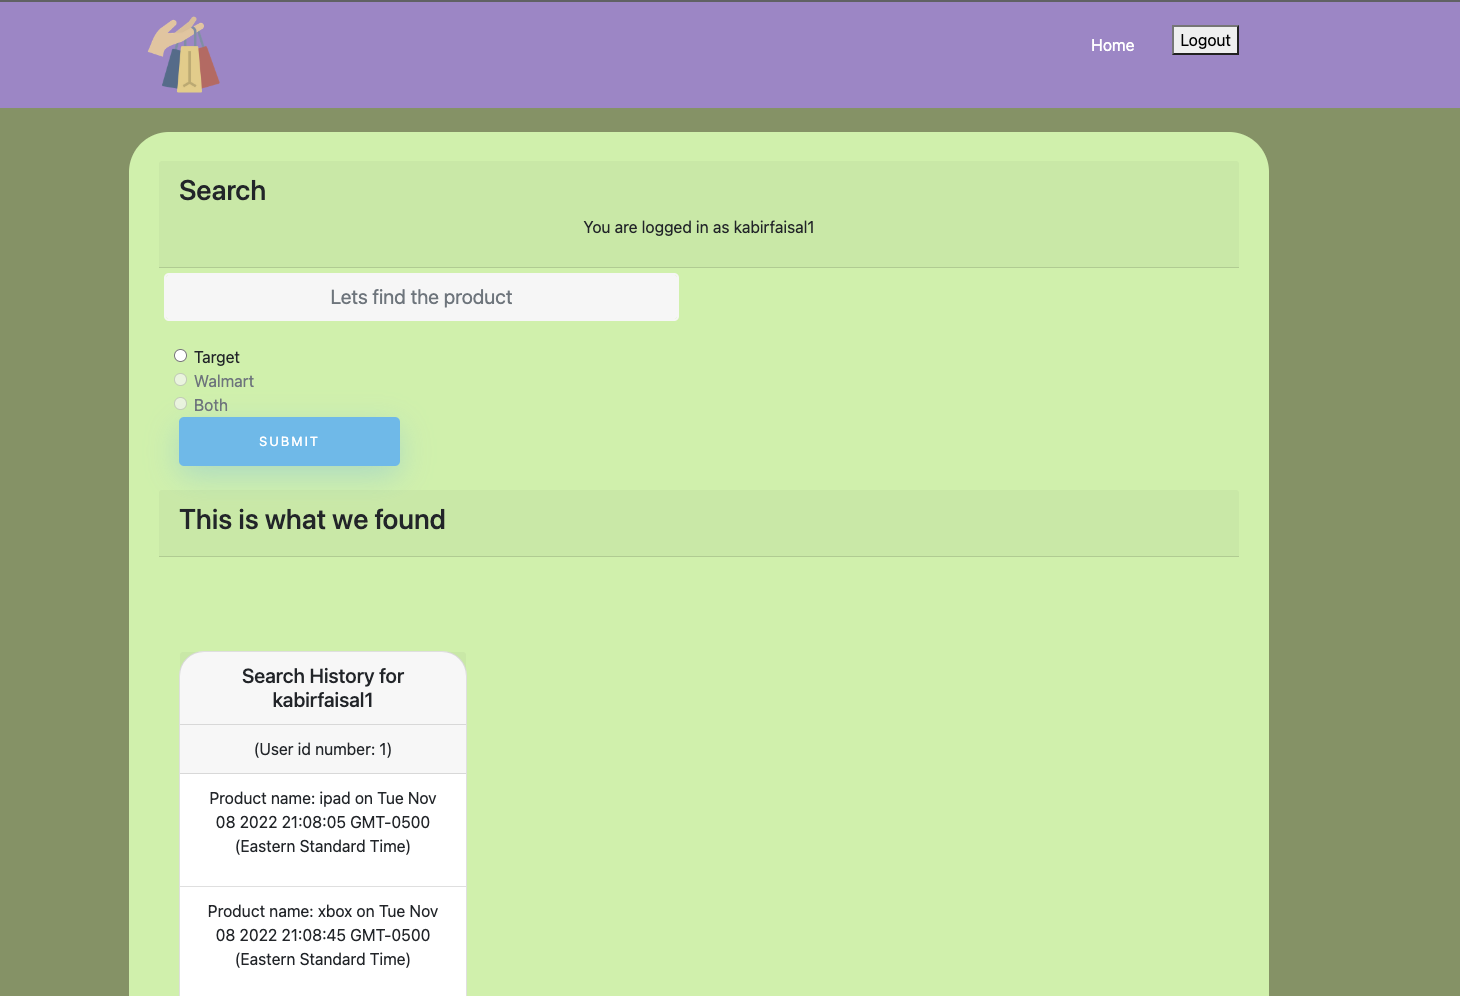 Home
Logout
Search
You are logged in as kabirfaisal1
Lets find the product
Target
Walmart
Both
SUBMIT
This is what we found
Search History for
kabirfaisal1
(User id number: 1)
Product name: ipad on Tue Nov
08 2022 21:08:05 GMT-0500
(Eastern Standard Time)
Product name: xbox on Tue Nov
08 2022 21:08:45 GMT-0500
(Eastern Standard Time)